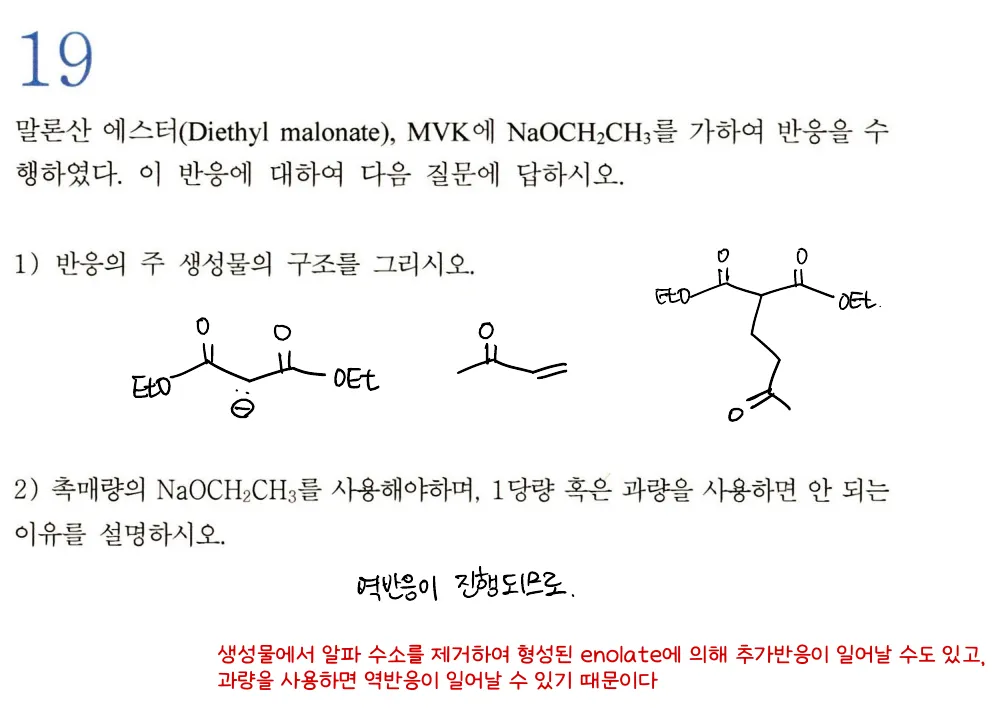 19
말론산 에스터(Diethyl malonate), MVK에 NaOCH₂CH₃를 가하여 반응을 수
행하였다. 이 반응에 대하여 다음 질문에 답하시오.
1) 반응의 주 생성물의 구조를 그리시오.
O O
EtO OEt
O O
EtO OEt
⊖
O
O
2) 촉매량의 NaOCH₂CH₃를 사용해야하며, 1당량 혹은 과량을 사용하면 안 되는
이유를 설명하시오.
역반응이 진행되므로.
생성물에서 알파 수소를 제거하여 형성된 enolate에 의해 추가반응이 일어날 수도 있고,
과량을 사용하면 역반응이 일어날 수 있기 때문이다